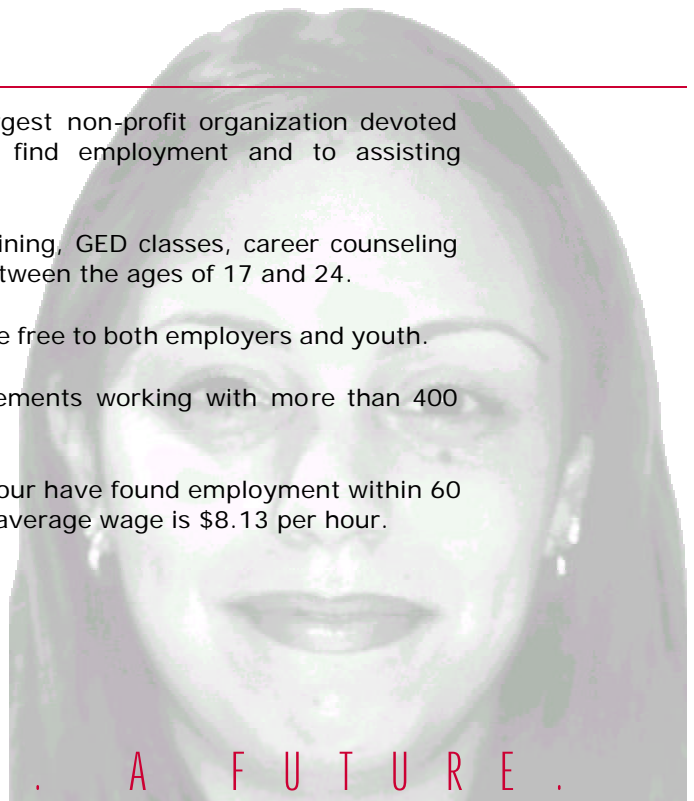 gest non-profit organization devoted
find employment and to assisting
ining, GED classes, career counseling
tween the ages of 17 and 24.
e free to both employers and youth.
ements working with more than 400
our have found employment within 60
average wage is $8.13 per hour.
. A FUTURE.